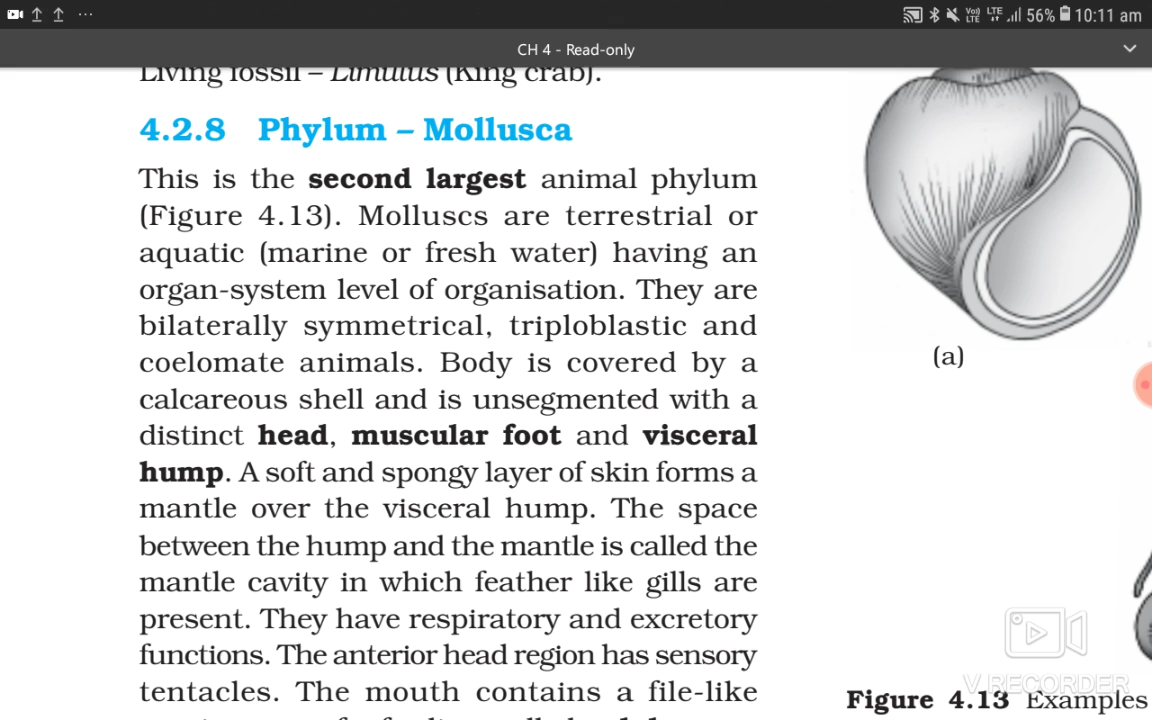 Vo))
LTE
LTE
56%
10:11 am
CH 4 - Read-only
Living fossil – Limulus (King crab).
4.2.8 Phylum – Mollusca
This is the second largest animal phylum
(Figure 4.13). Molluscs are terrestrial or
aquatic (marine or fresh water) having an
organ-system level of organisation. They are
bilaterally symmetrical, triploblastic and
coelomate animals. Body is covered by a
calcareous shell and is unsegmented with a
distinct head, muscular foot and visceral
hump. A soft and spongy layer of skin forms a
mantle over the visceral hump. The space
between the hump and the mantle is called the
mantle cavity in which feather like gills are
present. They have respiratory and excretory
functions. The anterior head region has sensory
tentacles. The mouth contains a file-like
(a)
V RECORDER
Figure 4.13 Examples